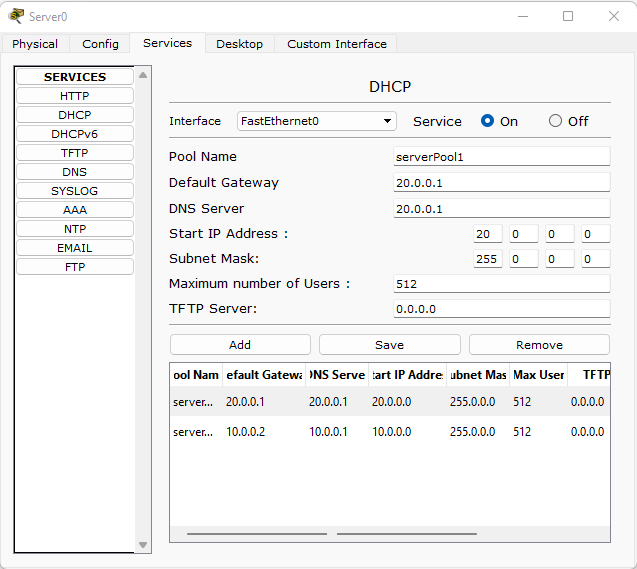 Server0
Physical Config Services Desktop Custom Interface
SERVICES
HTTP
DHCP
DHCPv6
TFTP
DNS
SYSLOG
AAA
NTP
EMAIL
FTP
DHCP
Interface FastEthernet0 Service On Off
Pool Name serverPool1
Default Gateway 20.0.0.1
DNS Server 20.0.0.1
Start IP Address : 20 0 0 0
Subnet Mask: 255 0 0 0
Maximum number of Users : 512
TFTP Server: 0.0.0.0
Add Save Remove
ool Nam efault Gatewa DNS Serve tart IP Addre ubnet Mas Max User TFTP
server... 20.0.0.1 20.0.0.1 20.0.0.0 255.0.0.0 512 0.0.0.0
server... 10.0.0.2 10.0.0.1 10.0.0.0 255.0.0.0 512 0.0.0.0